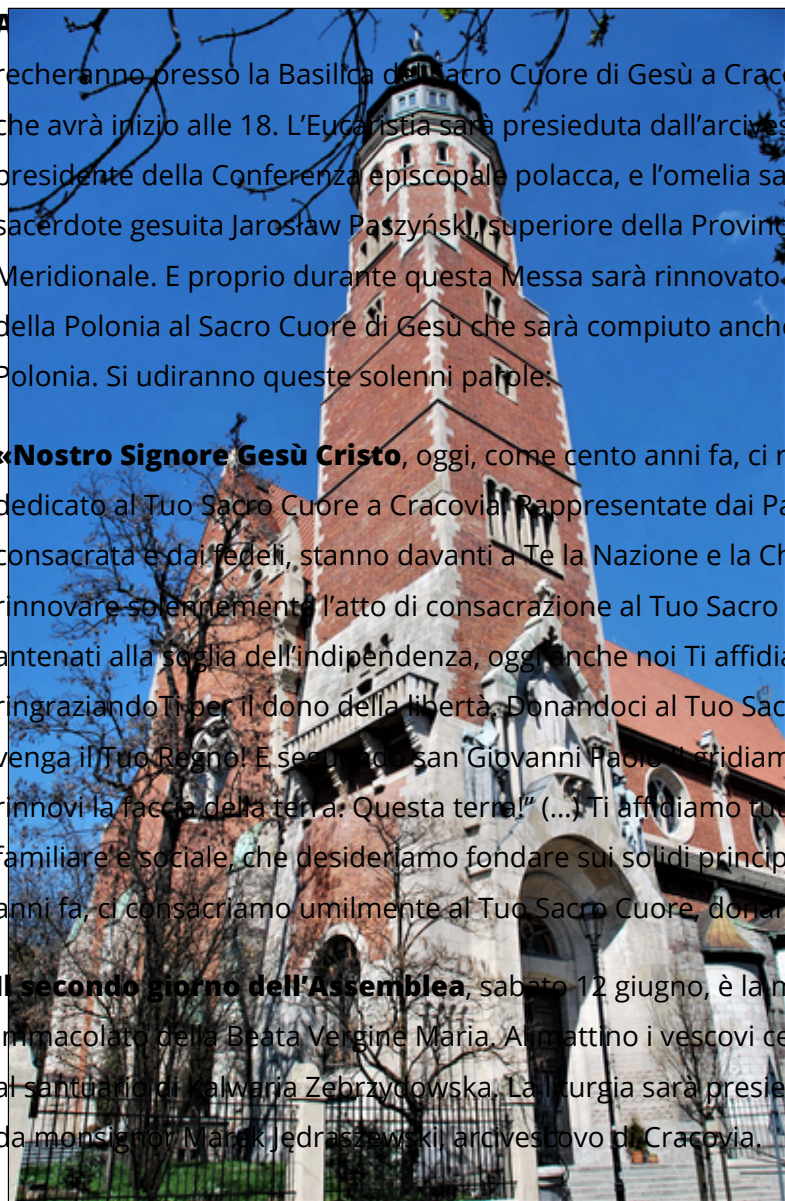 A
recheranno presso la Basilica del Sacro Cuore di Gesù a Craco
che avrà inizio alle 18. L'Eucaristia sarà presieduta dall'arcives
presidente della Conferenza episcopale polacca, e l'omelia sa
sacerdote gesuita Jarosław Paszyński, superiore della Provinc
Meridionale. E proprio durante questa Messa sarà rinnovato
della Polonia al Sacro Cuore di Gesù che sarà compiuto anche
Polonia. Si udiranno queste solenni parole:
«Nostro Signore Gesù Cristo, oggi, come cento anni fa, ci r
dedicato al Tuo Sacro Cuore a Cracovia. Rappresentate dai Pa
consacrata e dai fedeli, stanno davanti a Te la Nazione e la Ch
rinnovare solennemente l'atto di consacrazione al Tuo Sacro
antenati alla soglia dell'indipendenza, oggi anche noi Ti affidia
ringraziandoTi per il dono della libertà. Donandoci al Tuo Sac
venga il Tuo Regno! E seguendo san Giovanni Paolo II gridiam
rinnovi la faccia della terra. Questa terra!" (...) Ti affidiamo tut
familiare e sociale, che desideriamo fondare sui solidi princip
anni fa, ci consacriamo umilmente al Tuo Sacro Cuore, donan
Il secondo giorno dell'Assemblea, sabato 12 giugno, è la m
Immacolato della Beata Vergine Maria. Al mattino i vescovi ce
al santuario di Kalwaria Zebrzydowska. La liturgia sarà presie
da monsignor Marek Jędraszewski, arcivescovo di Cracovia.